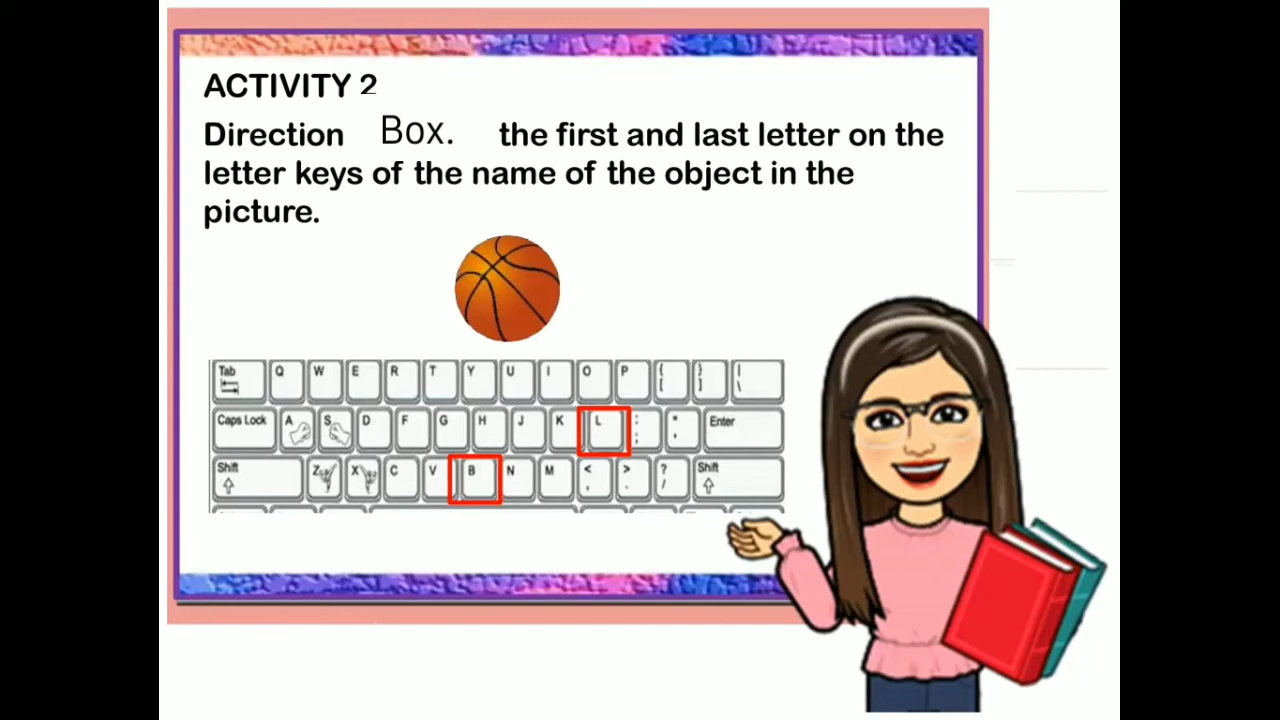 ACTIVITY 2
Direction Box. the first and last letter on the
letter keys of the name of the object in the
picture.
Tab Q W E R T Y U I O P { [ } ] | \
Caps Lock A S D F G H J K L : ; " ' Enter
Shift Z X C V B N M < , > . ? / Shift